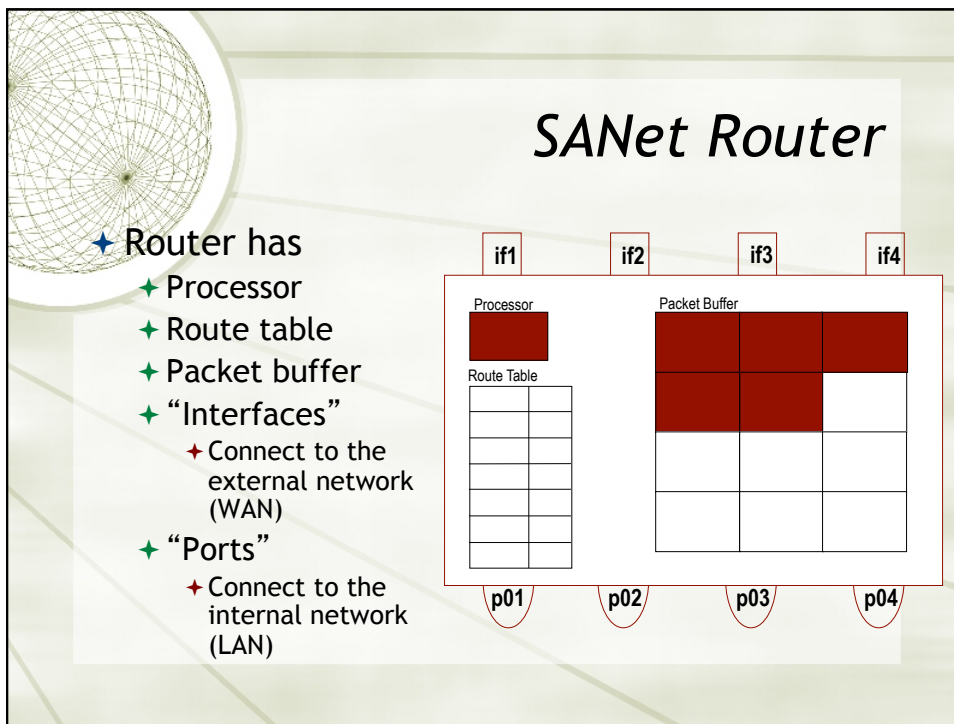 SANet Router
Router has
Processor
Route table
Packet buffer
“Interfaces”
Connect to the
external network
(WAN)
“Ports”
Connect to the
internal network
(LAN)
if1 if2 if3 if4
Processor
Packet Buffer
Route Table
p01 p02 p03 p04